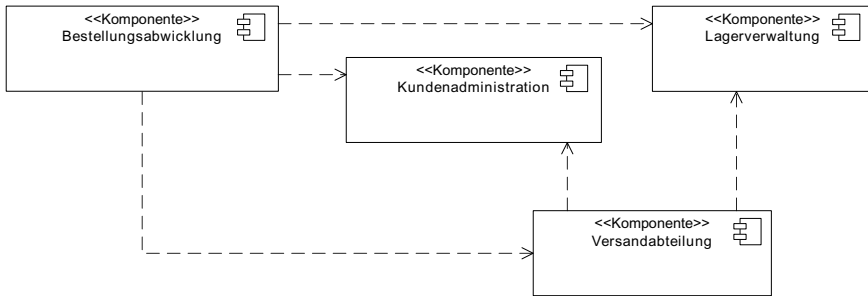 <<Komponente>>
Bestellungsabwicklung
<<Komponente>>
Lagerverwaltung
<<Komponente>>
Kundenadministration
<<Komponente>>
Versandabteilung